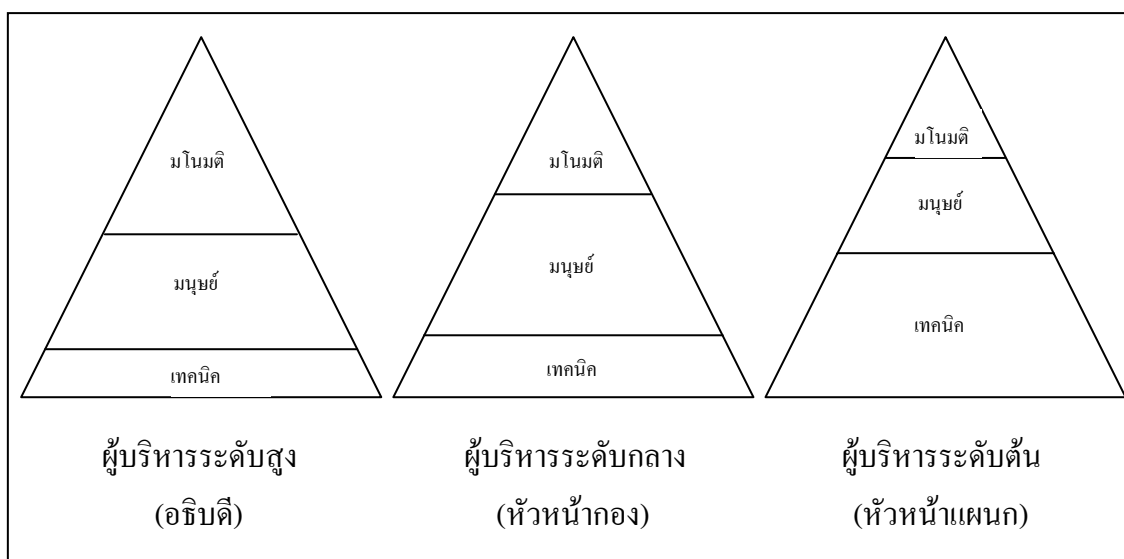 มโนมติ
มนุษย์
เทคนิค
ผู้บริหารระดับสูง
(อธิบดี)
มโนมติ
มนุษย์
เทคนิค
ผู้บริหารระดับกลาง
(หัวหน้ากอง)
มโนมติ
มนุษย์
เทคนิค
ผู้บริหารระดับต้น
(หัวหน้าแผนก)